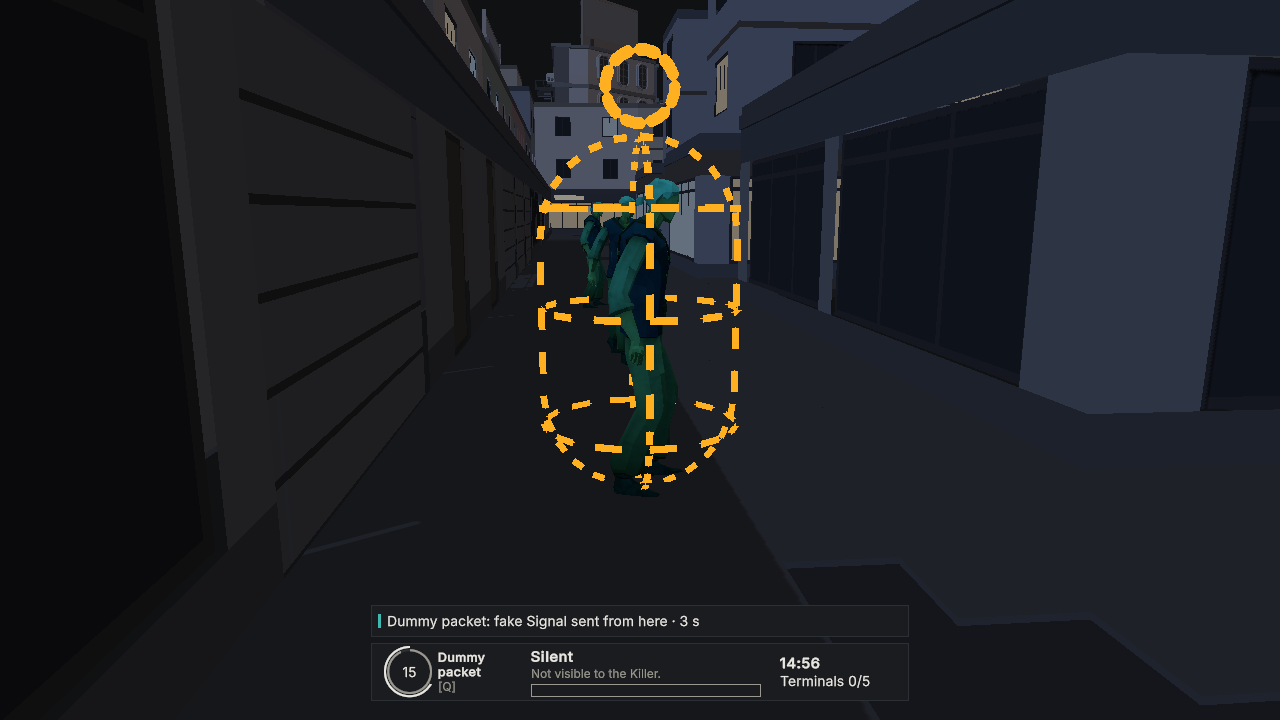 Dummy packet: fake Signal sent from here · 3 s
15
Dummy
packet
[Q]
Silent
Not visible to the Killer.
14:56
Terminals 0/5